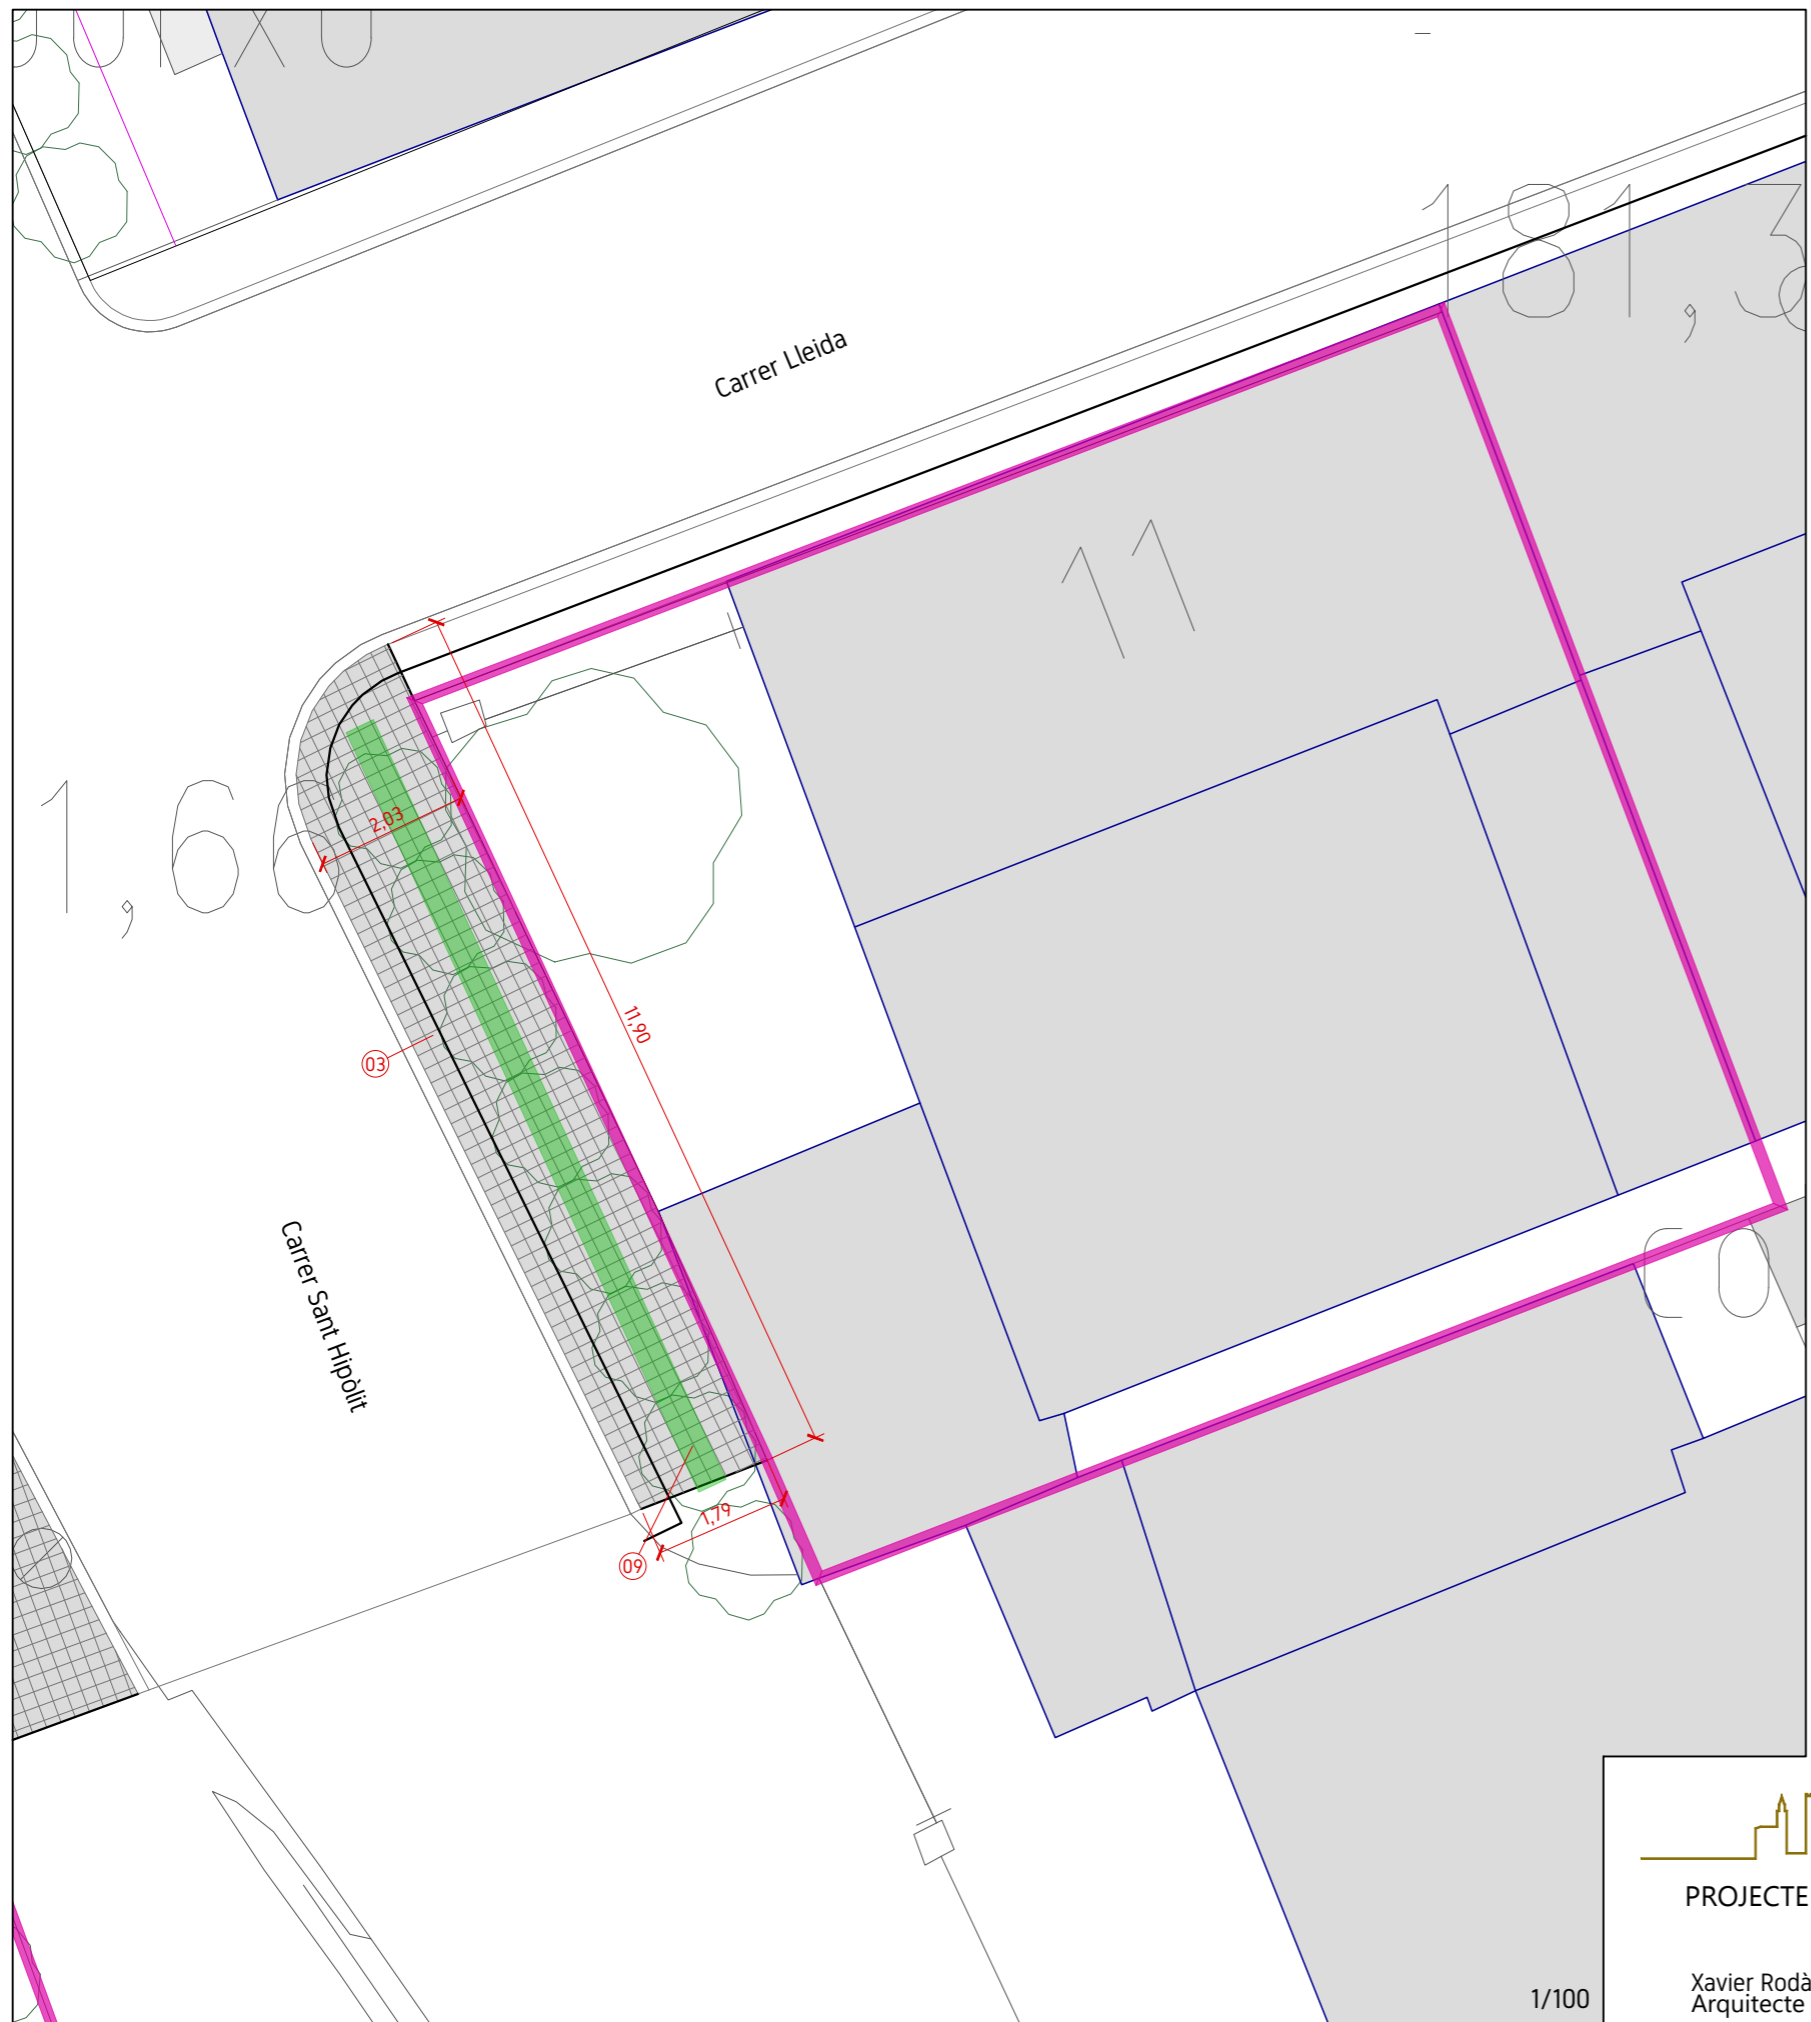 181,3
Carrer Lleida
11
2,03
1,66
11,90
03
Carrer Sant Hipòlit
0
1,79
09
PROJECTE
Xavier Rodà
Arquitecte
1/100